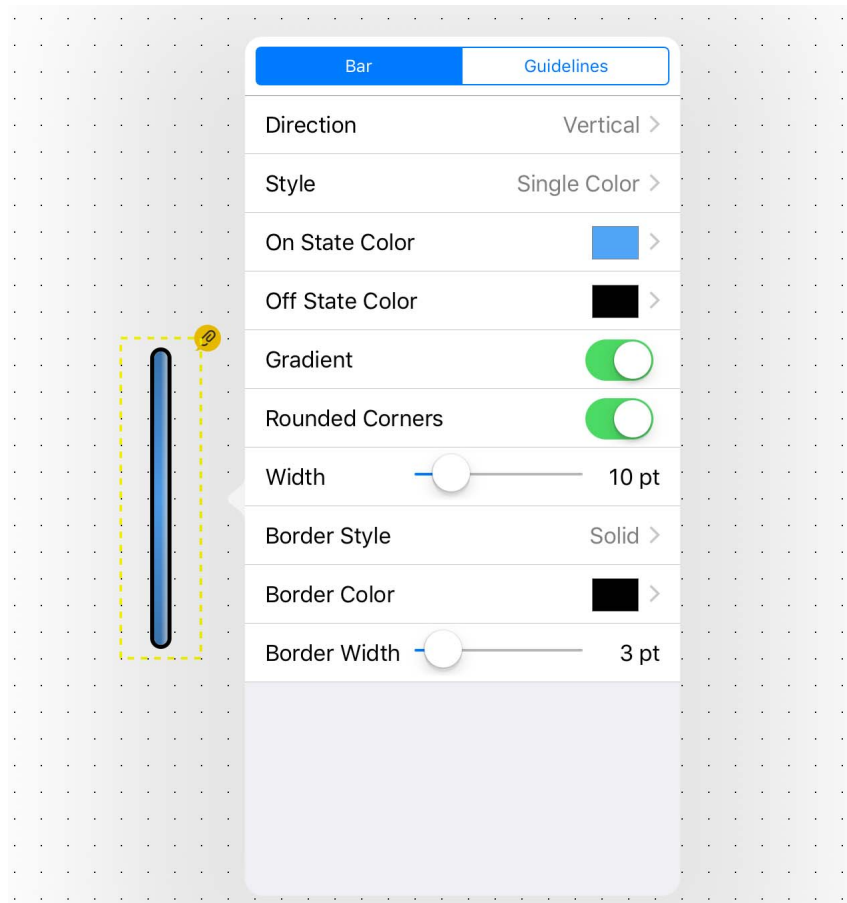 Bar Guidelines
Direction Vertical
Style Single Color
On State Color
Off State Color
Gradient
Rounded Corners
Width 10 pt
Border Style Solid
Border Color
Border Width 3 pt